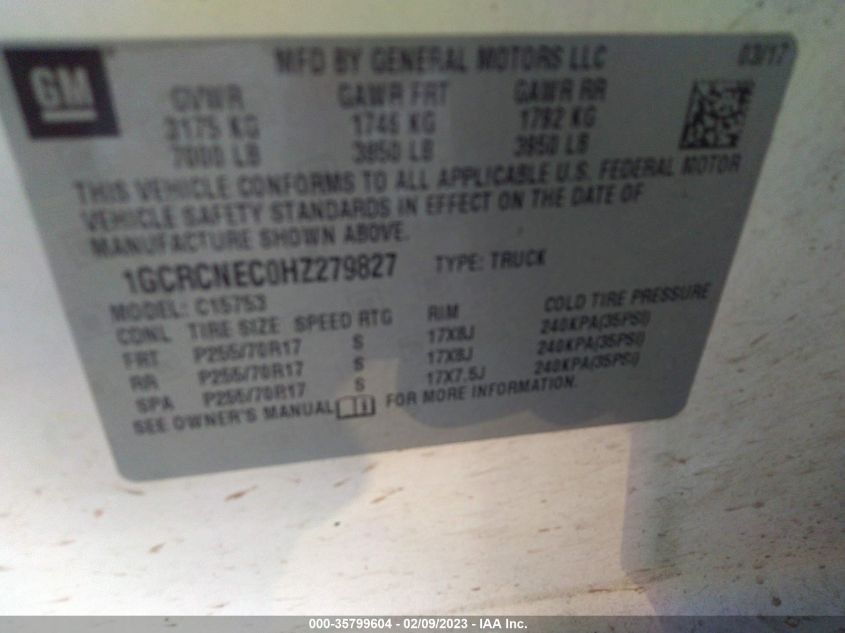 GM
MFD BY GENERAL MOTORS LLC 03/17
GVWR GAWR FRT GAWR RR
3175 KG 1746 KG 1792 KG
7000 LB 3850 LB 3950 LB
THIS VEHICLE CONFORMS TO ALL APPLICABLE U.S. FEDERAL MOTOR
VEHICLE SAFETY STANDARDS IN EFFECT ON THE DATE OF
MANUFACTURE SHOWN ABOVE.
1GCRCNEC0HZ279827 TYPE: TRUCK
MODEL: C15753
CONL TIRE SIZE SPEED RTG RIM COLD TIRE PRESSURE
FRT P255/70R17 S 17X8J 240KPA(35PSI)
RR P255/70R17 S 17X8J 240KPA(35PSI)
SPA P255/70R17 S 17X7.5J 240KPA(35PSI)
SEE OWNER'S MANUAL FOR MORE INFORMATION.
000-35799604 - 02/09/2023 - IAA Inc.